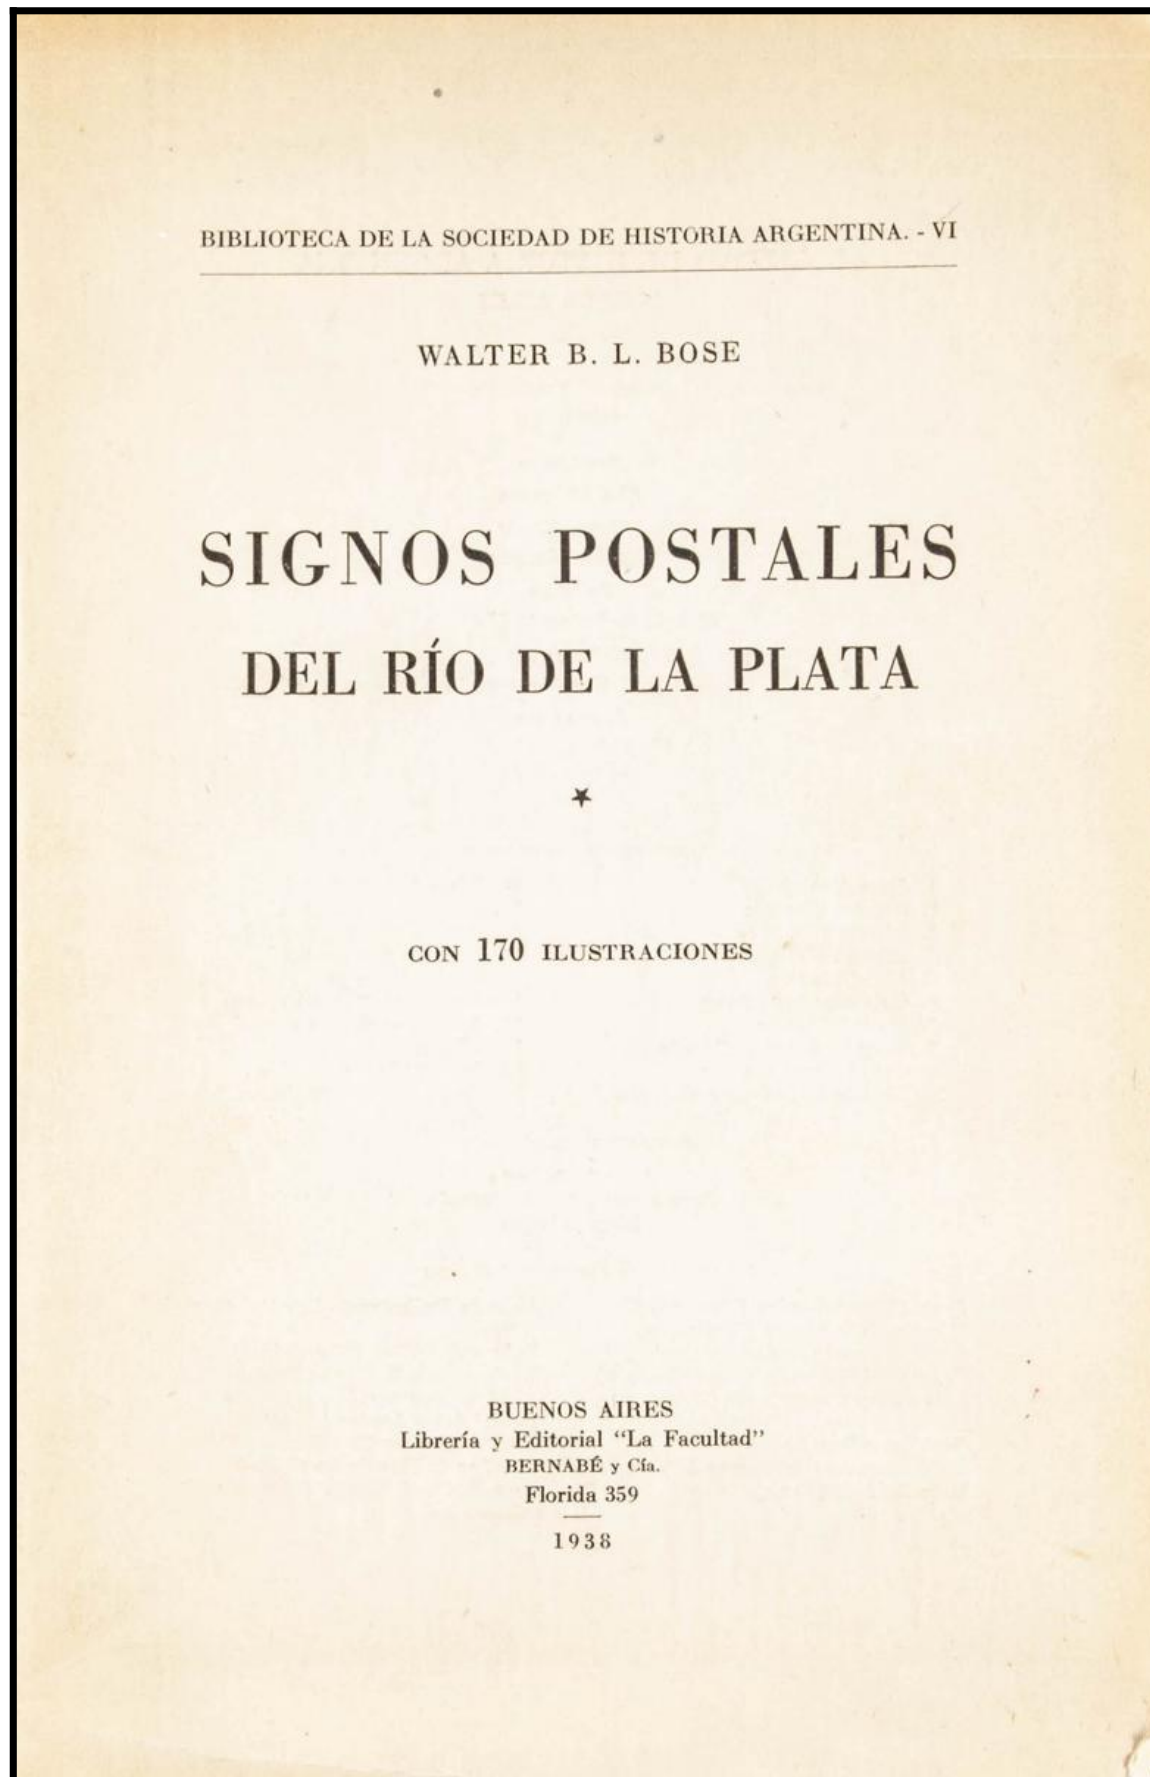 BIBLIOTECA DE LA SOCIEDAD DE HISTORIA ARGENTINA. - VI
WALTER B. L. BOSE
SIGNOS POSTALES
DEL RÍO DE LA PLATA
CON 170 ILUSTRACIONES
BUENOS AIRES
Librería y Editorial “La Facultad”
BERNABÉ y Cía.
Florida 359
1938